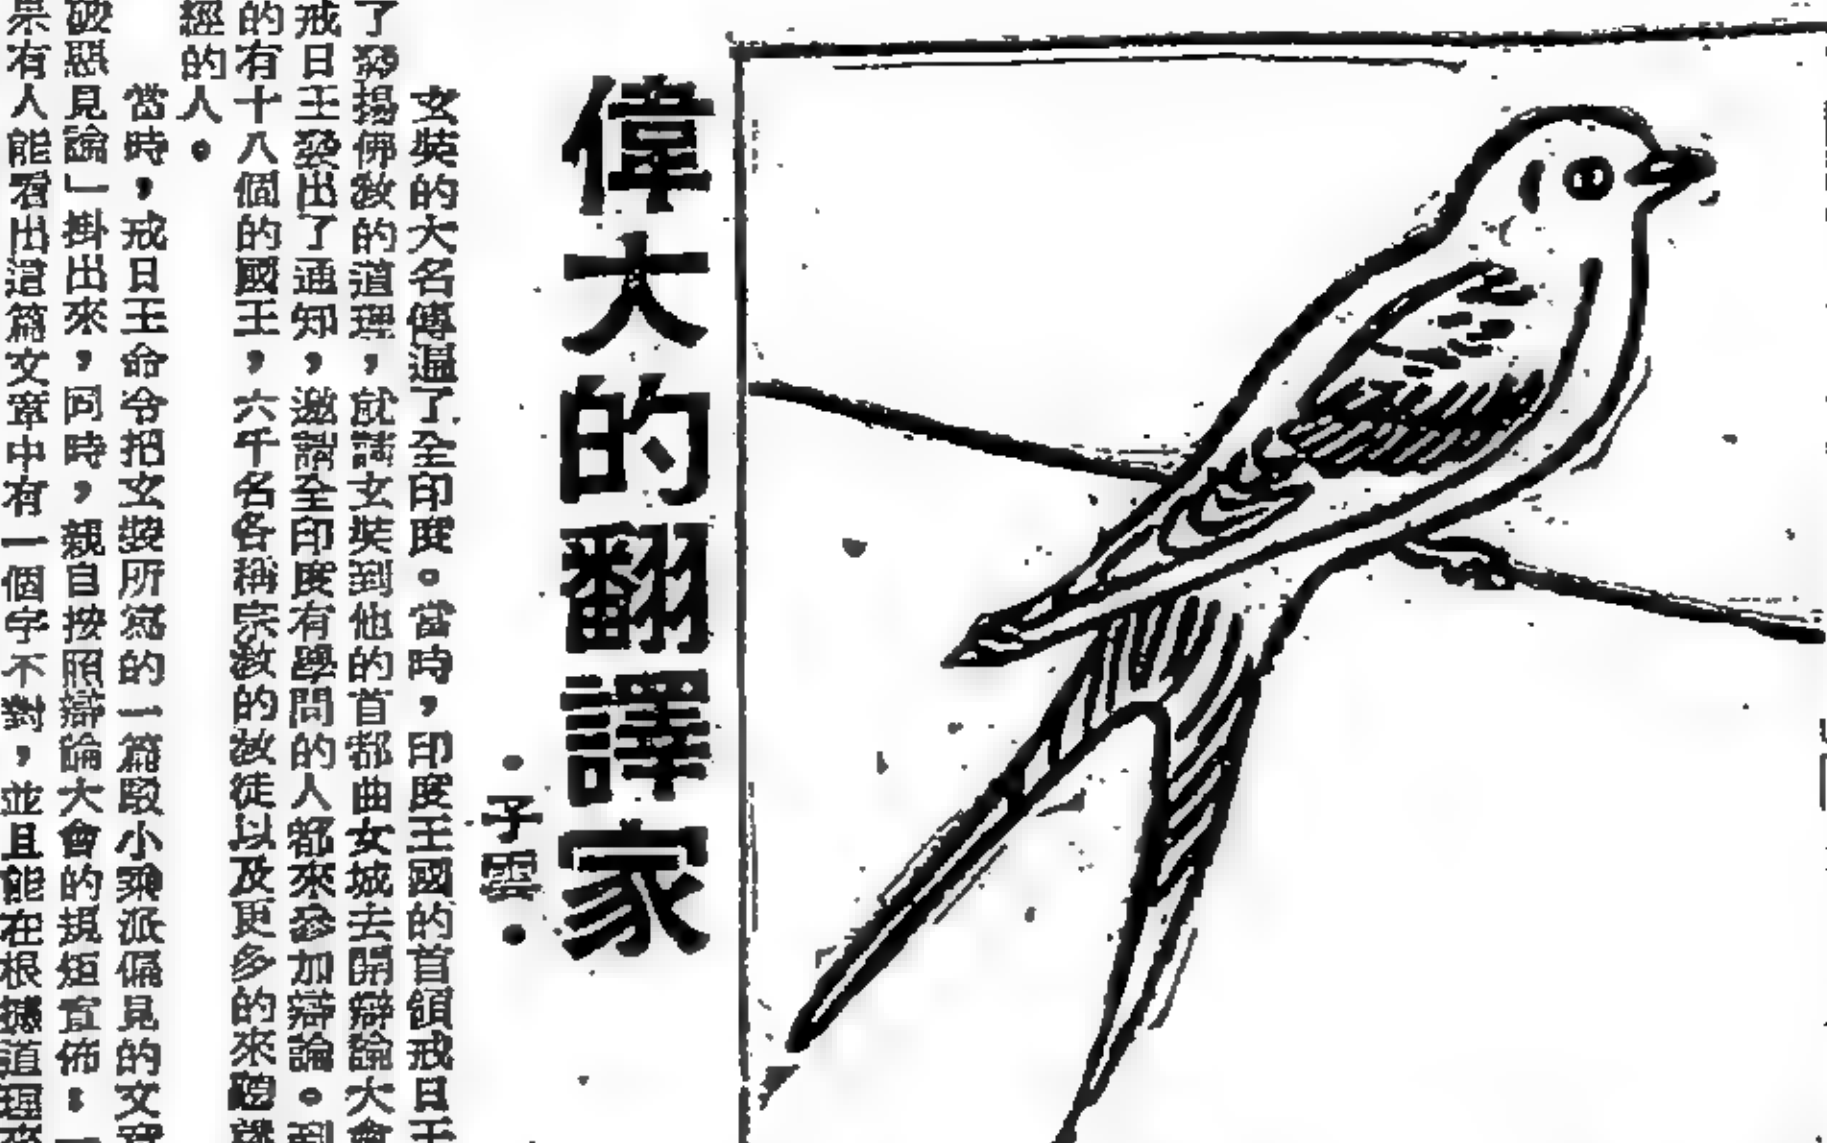 偉大的翻譯家
·子雲·
玄奘的大名傳遍了全印度。當時，印度王國的首領戒日王
了發揚佛教的道理，就請玄奘到他的首都曲女城去開辯論大會
戒日王發出了通知，邀請全印度有學問的人都來參加辯論。到
的有十八個的國王，六千名各稱宗教的教徒以及更多的來聽
經的人。
當時，戒日王命令把玄奘所寫的一篇駁小乘派偏見的文章
破惡見論」掛出來，同時，親自按照辯論大會的規矩宣佈：一
果有人能看出這篇文章中有一個字不對，並且能在根據道理